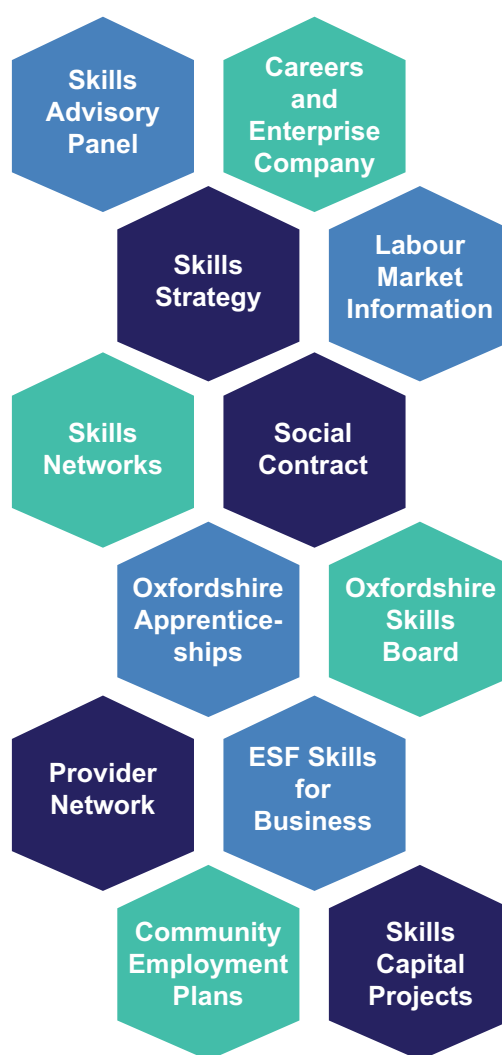 Skills
Advisory
Panel
Careers
and
Enterprise
Company
Skills
Strategy
Labour
Market
Information
Skills
Networks
Social
Contract
Oxfordshire
Apprentice-
ships
Oxfordshire
Skills
Board
Provider
Network
ESF Skills
for
Business
Community
Employment
Plans
Skills
Capital
Projects